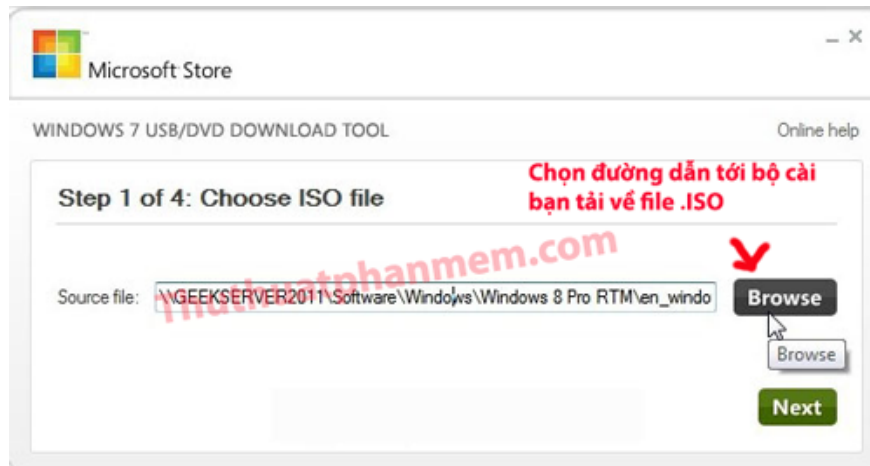 Microsoft Store
WINDOWS 7 USB/DVD DOWNLOAD TOOL
Online help
Chọn đường dẫn tới bộ cài
bạn tải về file .ISO
Step 1 of 4: Choose ISO file
Thuthuatphanmem.com
Source file:
\\GEEKSERVER2011\Software\Windows\Windows 8 Pro RTM\en_windo
Browse
Browse
Next